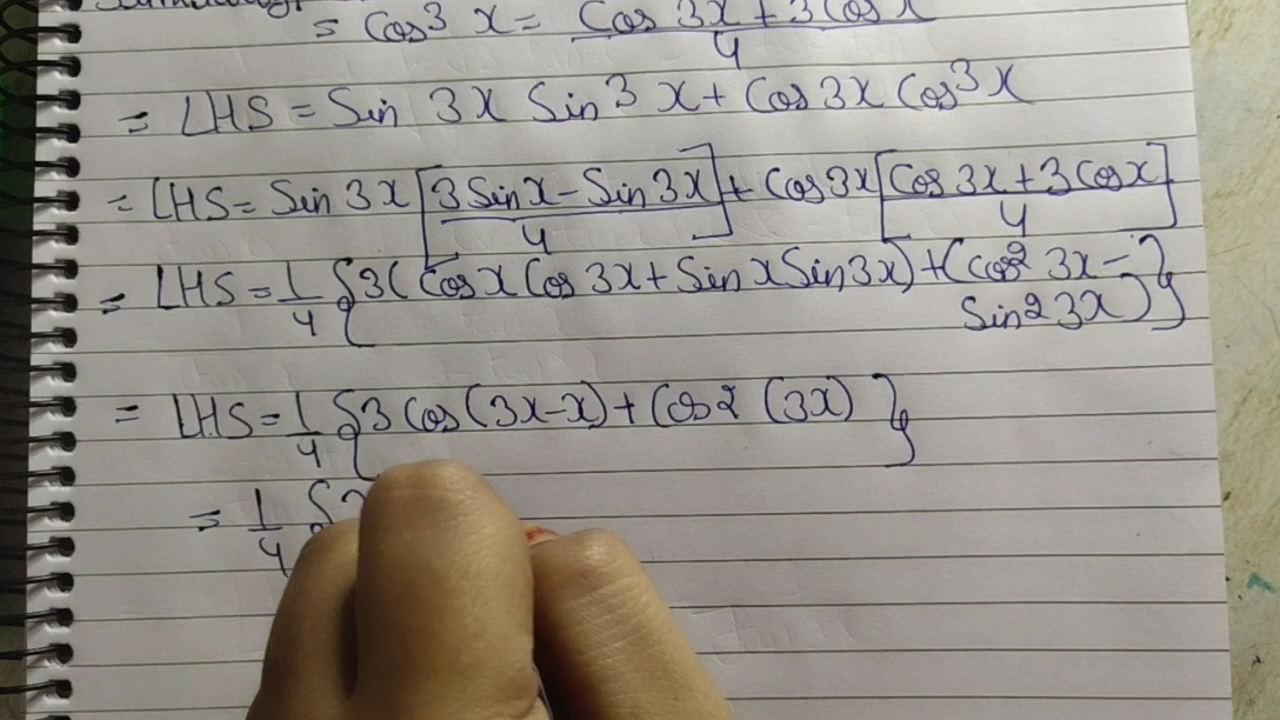 = Cos³ x = Cos 3x + 3 Cos x / 4
= LHS = Sin 3x Sin³ x + Cos 3x Cos³ x
= LHS = Sin 3x [3 Sin x - Sin 3x / 4] + Cos 3x [Cos 3x + 3 Cos x / 4]
= LHS = 1/4 {3( Cos x Cos 3x + Sin x Sin 3x) + (Cos² 3x -
Sin2 3x)}
= LHS = 1/4 {3 Cos (3x-x) + Cos2 (3x) }
= 1/4 {3